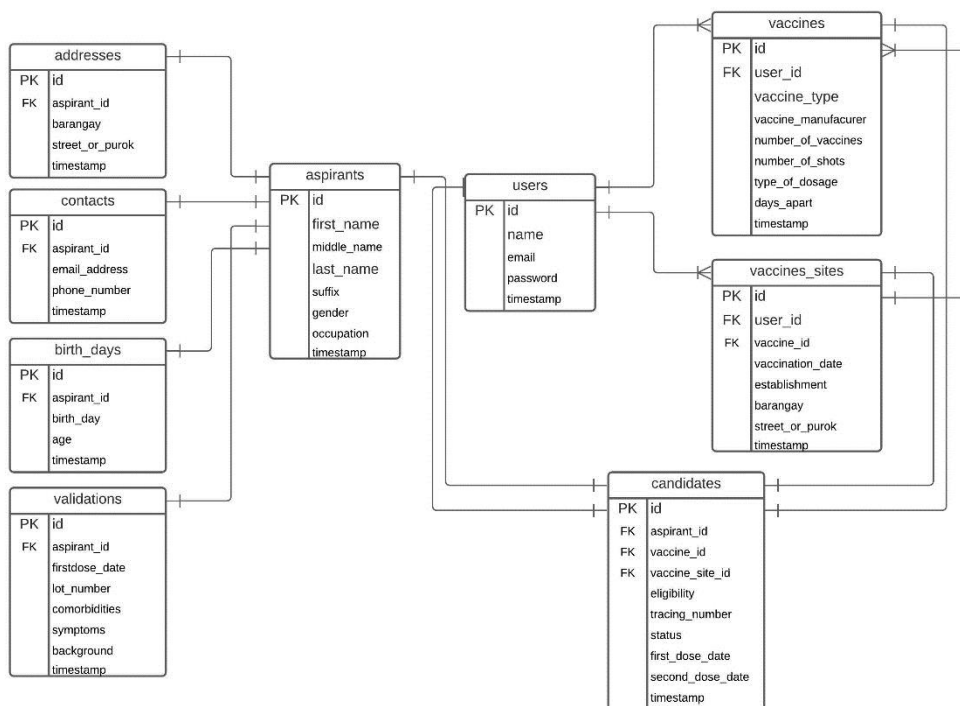 addresses
PK id
FK aspirant_id
barangay
street_or_purok
timestamp
contacts
PK id
FK aspirant_id
email_address
phone_number
timestamp
birth_days
PK id
FK aspirant_id
birth_day
age
timestamp
validations
PK id
FK aspirant_id
firstdose_date
lot_number
comorbidities
symptoms
background
timestamp
aspirants
PK id
first_name
middle_name
last_name
suffix
gender
occupation
timestamp
users
PK id
name
email
password
timestamp
vaccines
PK id
FK user_id
vaccine_type
vaccine_manufacurer
number_of_vaccines
number_of_shots
type_of_dosage
days_apart
timestamp
vaccines_sites
PK id
FK user_id
FK vaccine_id
vaccination_date
establishment
barangay
street_or_purok
timestamp
candidates
PK id
FK aspirant_id
FK vaccine_id
FK vaccine_site_id
eligibility
tracing_number
status
first_dose_date
second_dose_date
timestamp